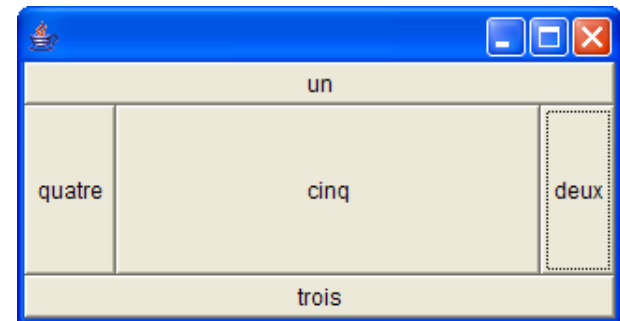 un
quatre cinq deux
trois